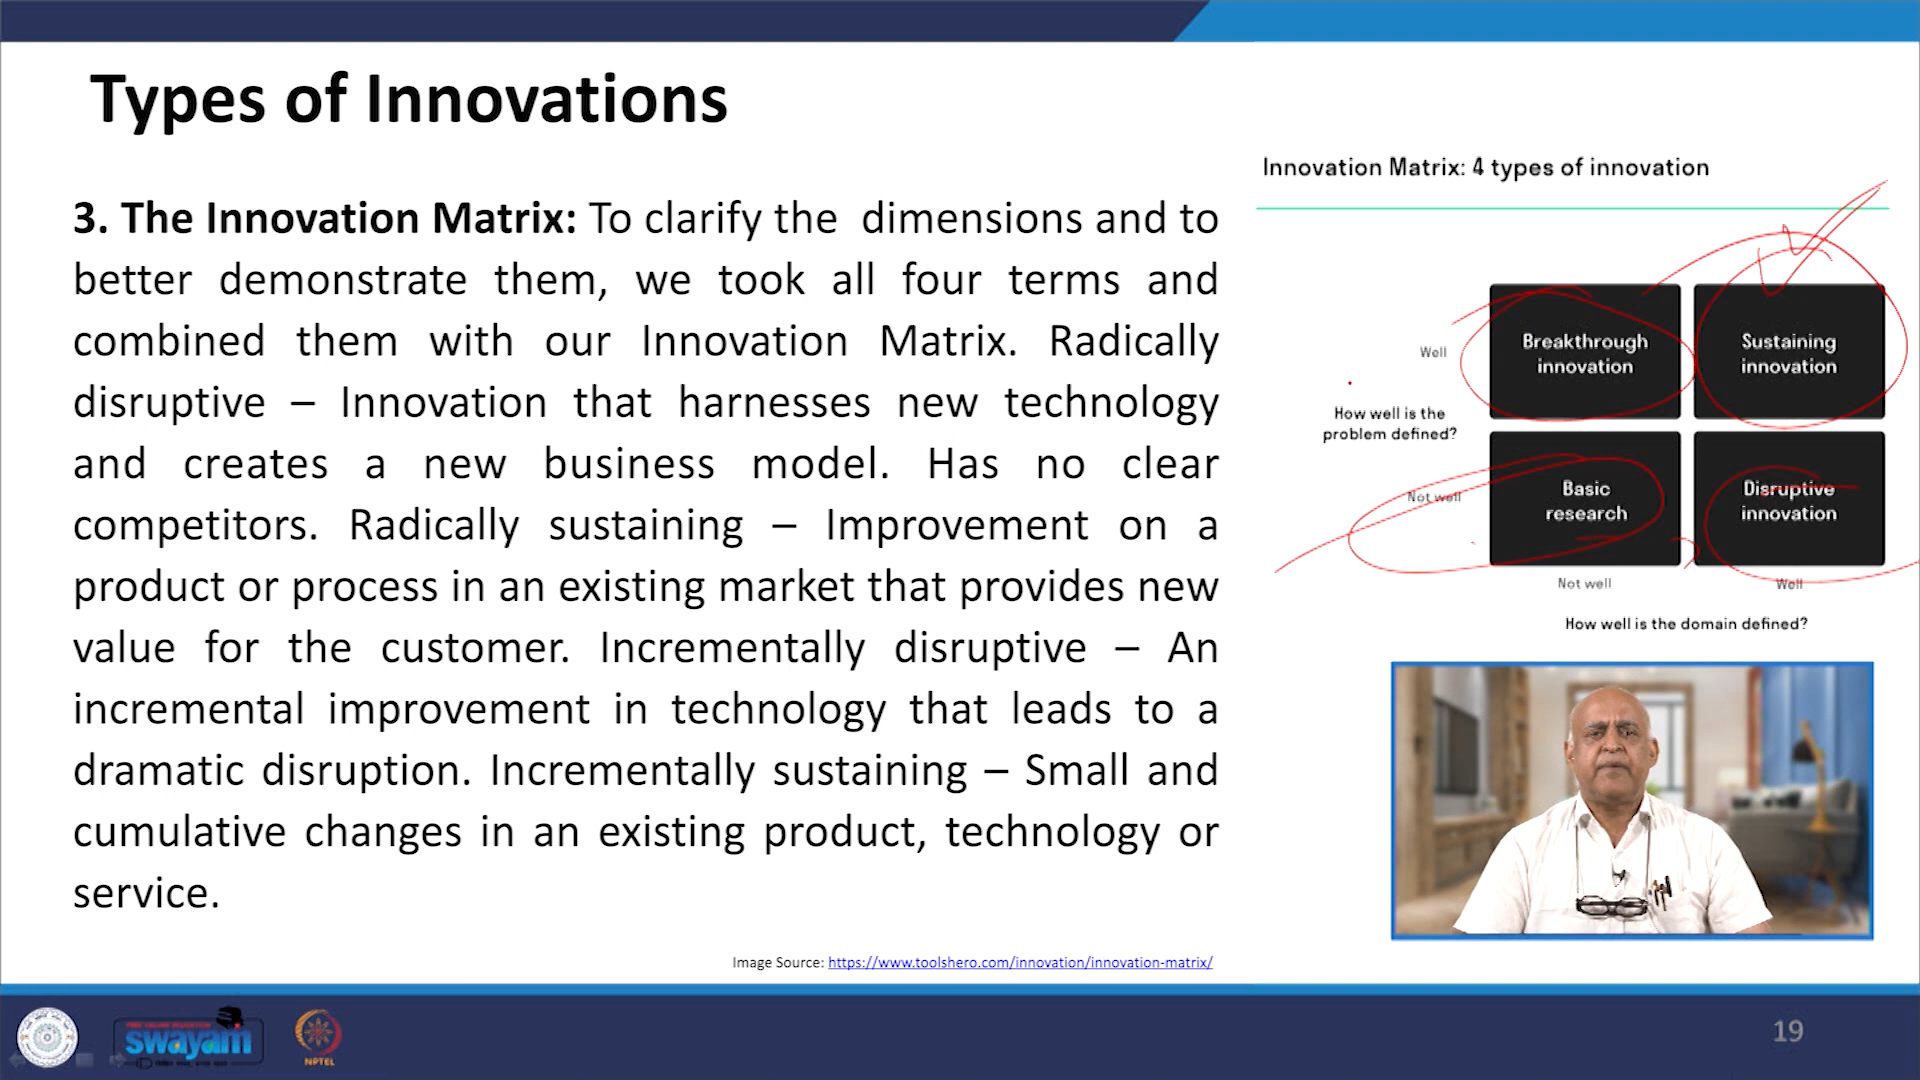 Types of Innovations
3. The Innovation Matrix: To clarify the dimensions and to
better demonstrate them, we took all four terms and
combined them with our Innovation Matrix. Radically
disruptive – Innovation that harnesses new technology
and creates a new business model. Has no clear
competitors. Radically sustaining – Improvement on a
product or process in an existing market that provides new
value for the customer. Incrementally disruptive – An
incremental improvement in technology that leads to a
dramatic disruption. Incrementally sustaining – Small and
cumulative changes in an existing product, technology or
service.
Innovation Matrix: 4 types of innovation
Well
Breakthrough
innovation
Sustaining
innovation
How well is the
problem defined?
Not well
Basic
research
Disruptive
innovation
Not well
Well
How well is the domain defined?
Image Source: https://www.toolshero.com/innovation/innovation-matrix/
swayam
NPTEL
19